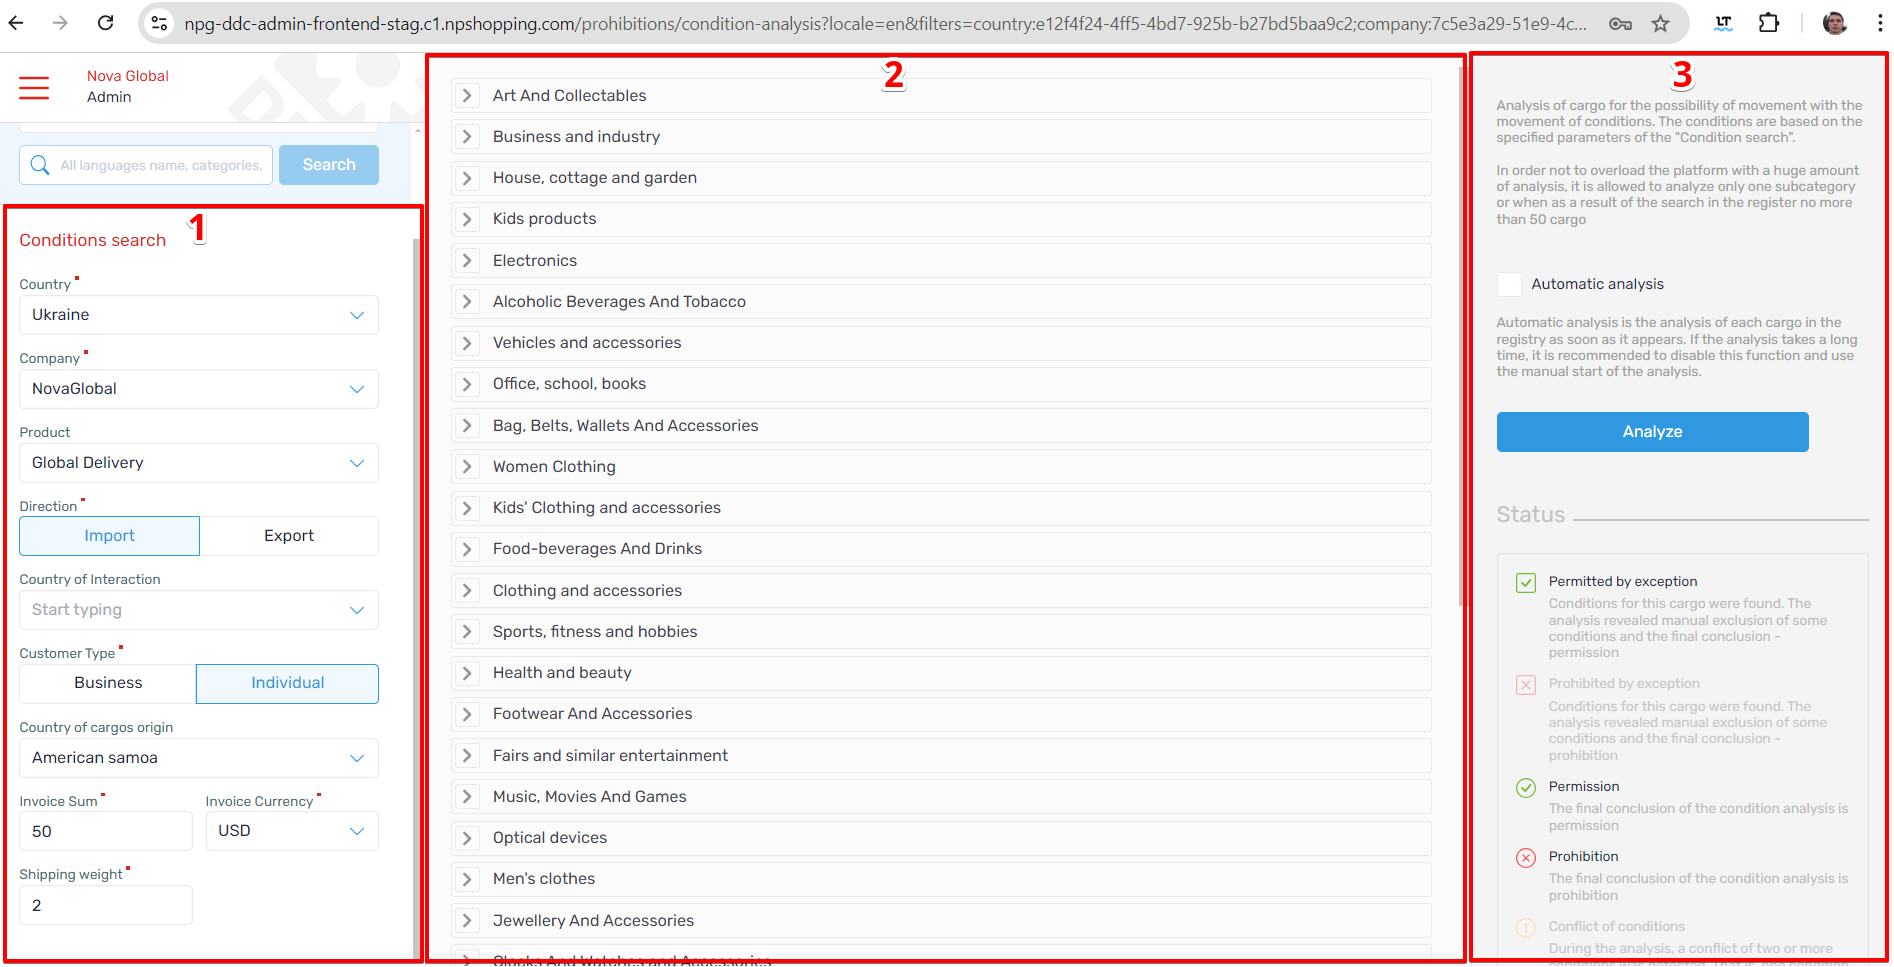 npg-ddc-admin-frontend-stag.c1.npshopping.com/prohibitions/condition-analysis?locale=en&filters=country:e12f4f24-4ff5-4bd7-925b-b27bd5baa9c2;company:7c5e3a29-51e9-4c...
LT
Nova Global
Admin
All languages name, categories,
Search
1
Conditions search
Country
Ukraine
Company
NovaGlobal
Product
Global Delivery
Direction
Import
Export
Country of Interaction
Start typing
Customer Type
Business
Individual
Country of cargos origin
American samoa
Invoice Sum
Invoice Currency
50
USD
Shipping weight
2
2
Art And Collectables
Business and industry
House, cottage and garden
Kids products
Electronics
Alcoholic Beverages And Tobacco
Vehicles and accessories
Office, school, books
Bag, Belts, Wallets And Accessories
Women Clothing
Kids' Clothing and accessories
Food-beverages And Drinks
Clothing and accessories
Sports, fitness and hobbies
Health and beauty
Footwear And Accessories
Fairs and similar entertainment
Music, Movies And Games
Optical devices
Men's clothes
Jewellery And Accessories
Clocks And Watches and Accessories
3
Analysis of cargo for the possibility of movement with the
movement of conditions. The conditions are based on the
specified parameters of the "Condition search".
In order not to overload the platform with a huge amount
of analysis, it is allowed to analyze only one subcategory
or when as a result of the search in the register no more
than 50 cargo
Automatic analysis
Automatic analysis is the analysis of each cargo in the
registry as soon as it appears. If the analysis takes a long
time, it is recommended to disable this function and use
the manual start of the analysis.
Analyze
Status
Permitted by exception
Conditions for this cargo were found. The
analysis revealed manual exclusion of some
conditions and the final conclusion -
permission
Prohibited by exception
Conditions for this cargo were found. The
analysis revealed manual exclusion of some
conditions and the final conclusion -
prohibition
Permission
The final conclusion of the condition analysis is
permission
Prohibition
The final conclusion of the condition analysis is
prohibition
Conflict of conditions
During the analysis, a conflict of two or more